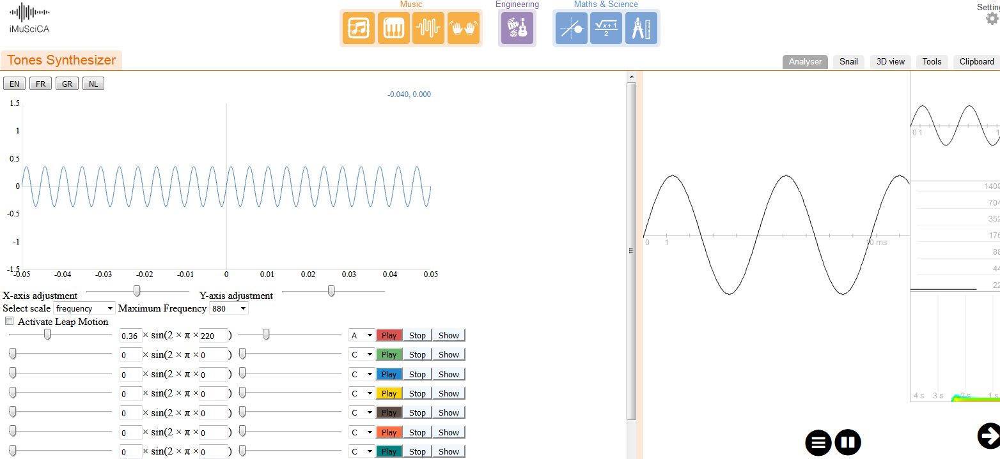 Music
Engineering
Maths & Science
Settin
iMuSciCA
√x+1
2
Tones Synthesizer
Analyser Snail 3D view Tools Clipboard
EN FR GR NL
-0.040, 0.000
1.5
1
0.5
0
-0.5
-1
-1.5
-0.05 -0.04 -0.03 -0.02 -0.01 0 0.01 0.02 0.03 0.04 0.05
X-axis adjustment Y-axis adjustment
Select scale frequency Maximum Frequency 880
Activate Leap Motion
0.36 × sin(2 × π × 220 ) A Play Stop Show
0 × sin(2 × π × 0 ) C Play Stop Show
0 × sin(2 × π × 0 ) C Play Stop Show
0 × sin(2 × π × 0 ) C Play Stop Show
0 × sin(2 × π × 0 ) C Play Stop Show
0 × sin(2 × π × 0 ) C Play Stop Show
0 × sin(2 × π × 0 ) C Play Stop Show
0 1 10 ms
0 1 1
1408
704
352
176
88
44
22
4 s 3 s 2 s 1 s